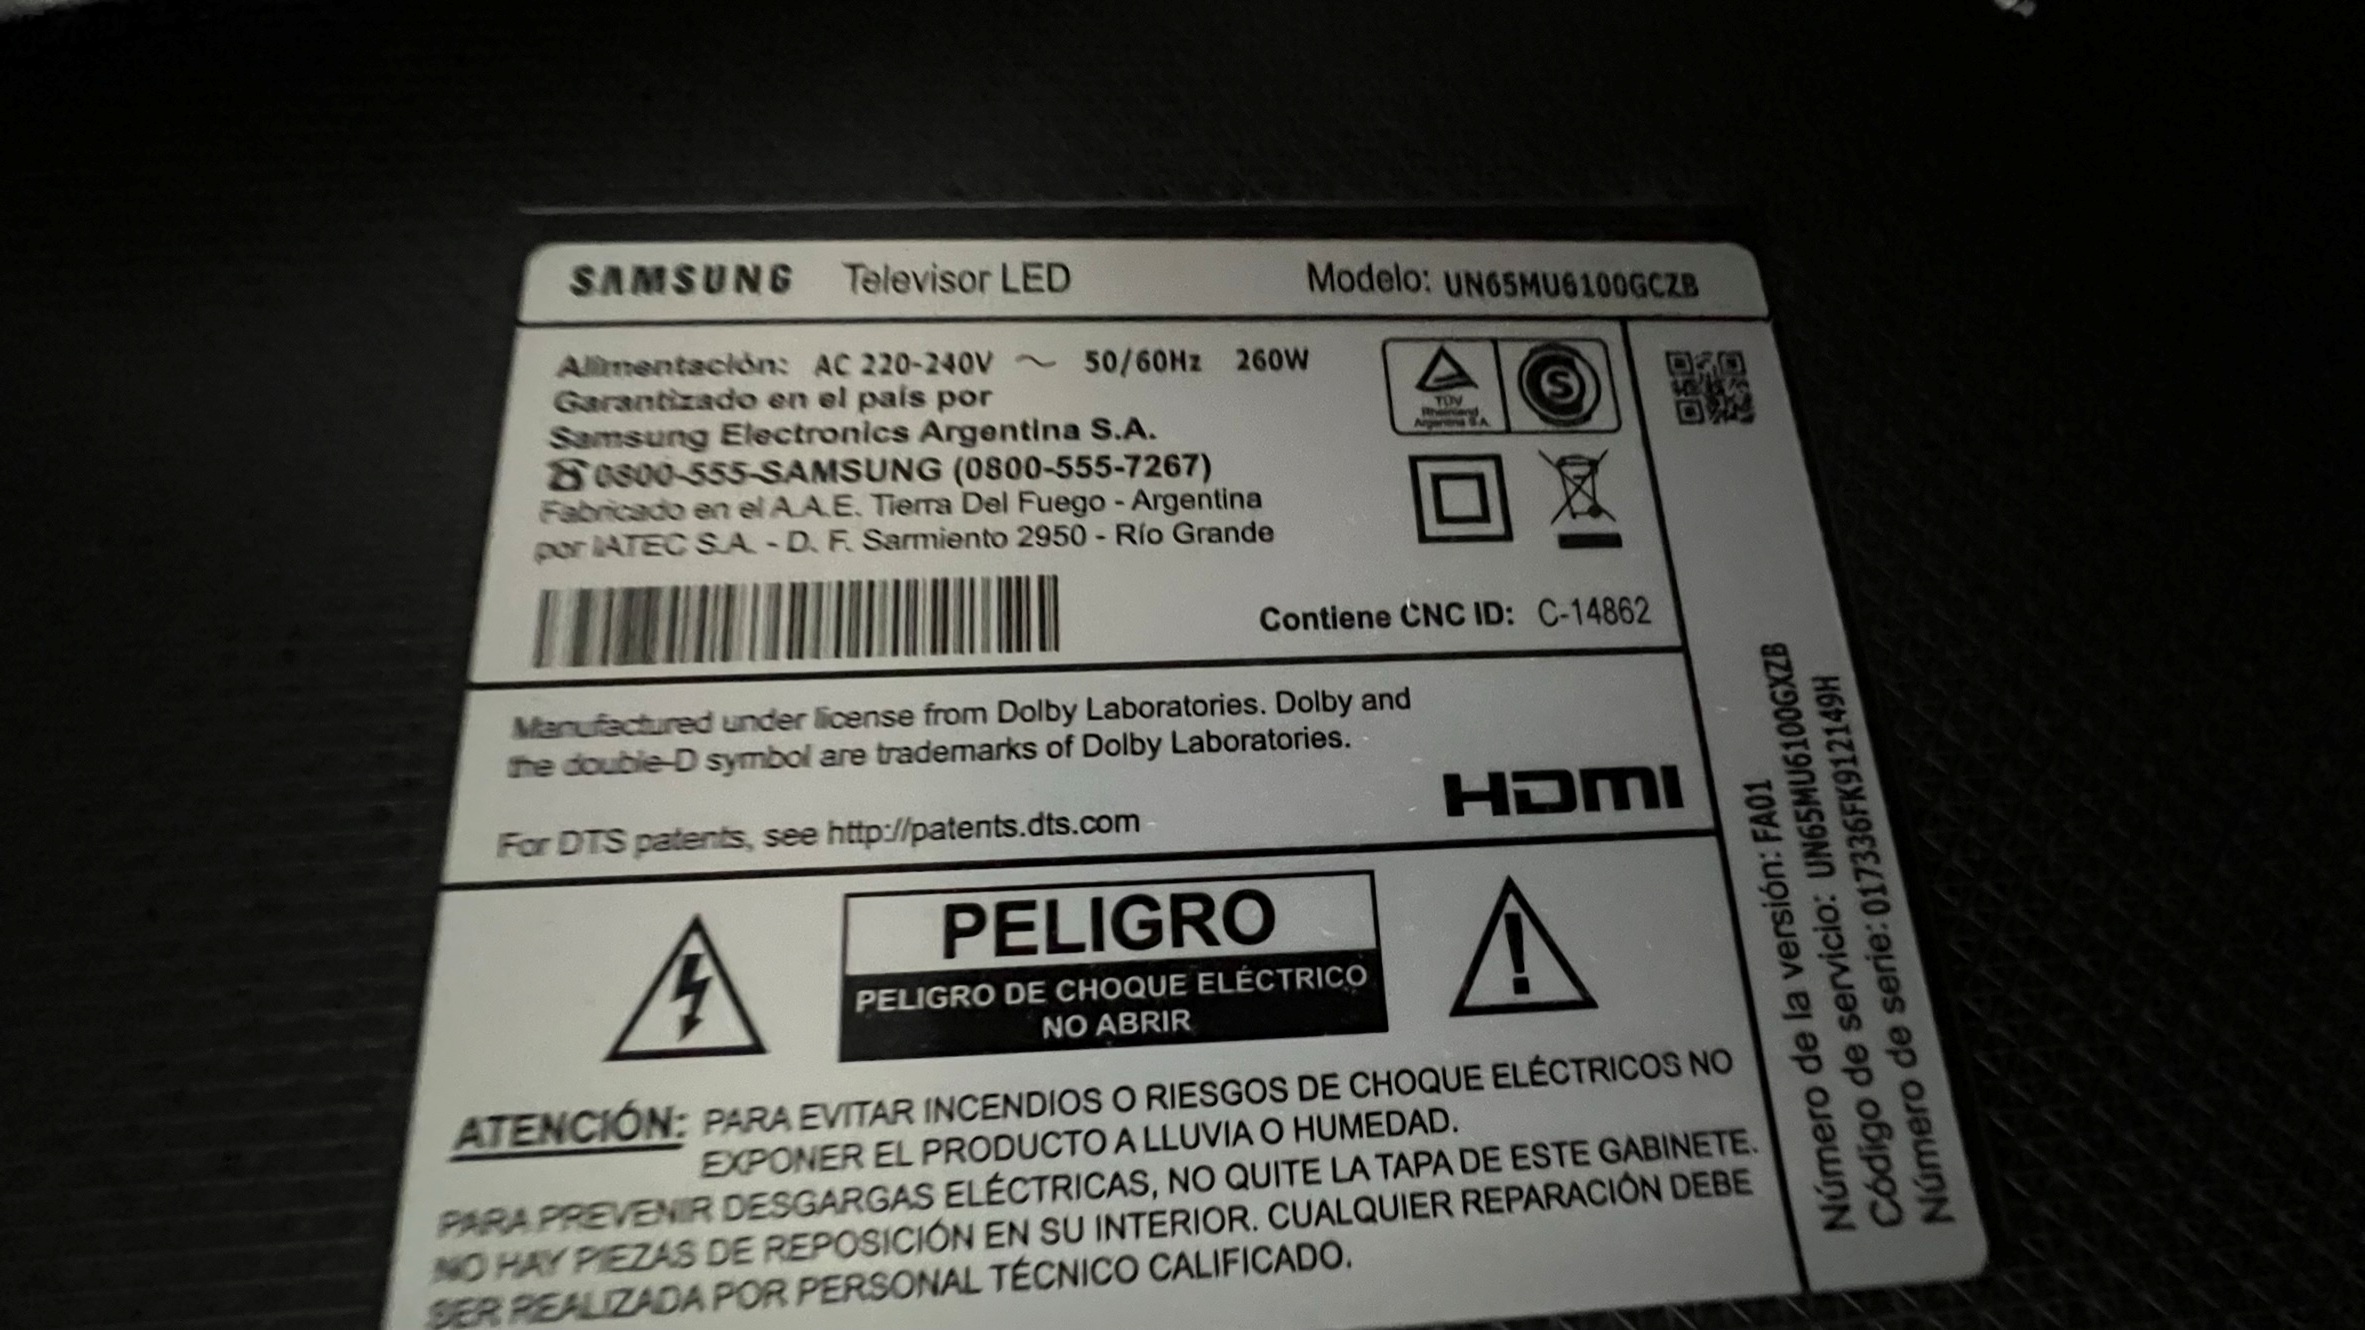 SAMSUNG Televisor LED Modelo: UN65MU6100GCZB
Alimentación: AC 220-240V ~ 50/60Hz 260W
Garantizado en el país por
Samsung Electronics Argentina S.A.
☎0800-555-SAMSUNG (0800-555-7267)
Fabricado en el A.A.E. Tierra Del Fuego - Argentina
por IATEC S.A. - D. F. Sarmiento 2950 - Río Grande
TÜV
Rheinland
Argentina S.A.
S
Contiene CNC ID: C-14862
Manufactured under license from Dolby Laboratories. Dolby and
the double-D symbol are trademarks of Dolby Laboratories.
For DTS patents, see http://patents.dts.com
HDMI
PELIGRO
PELIGRO DE CHOQUE ELÉCTRICO
NO ABRIR
ATENCIÓN: PARA EVITAR INCENDIOS O RIESGOS DE CHOQUE ELÉCTRICOS NO
EXPONER EL PRODUCTO A LLUVIA O HUMEDAD.
PARA PREVENIR DESGARGAS ELÉCTRICAS, NO QUITE LA TAPA DE ESTE GABINETE.
NO HAY PIEZAS DE REPOSICIÓN EN SU INTERIOR. CUALQUIER REPARACIÓN DEBE
SER REALIZADA POR PERSONAL TÉCNICO CALIFICADO.
Número de la versión: FA01
Código de servicio: UN65MU6100GXZB
Número de serie: 017336FK912149H